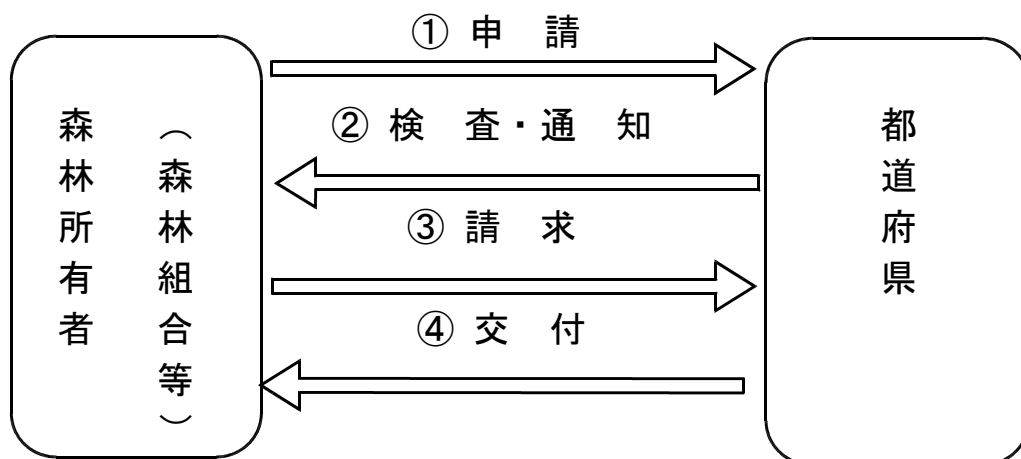 ① 申 請
② 検 査・通 知
③ 請 求
④ 交 付
森林所有者
（森林組合等）
都道府県